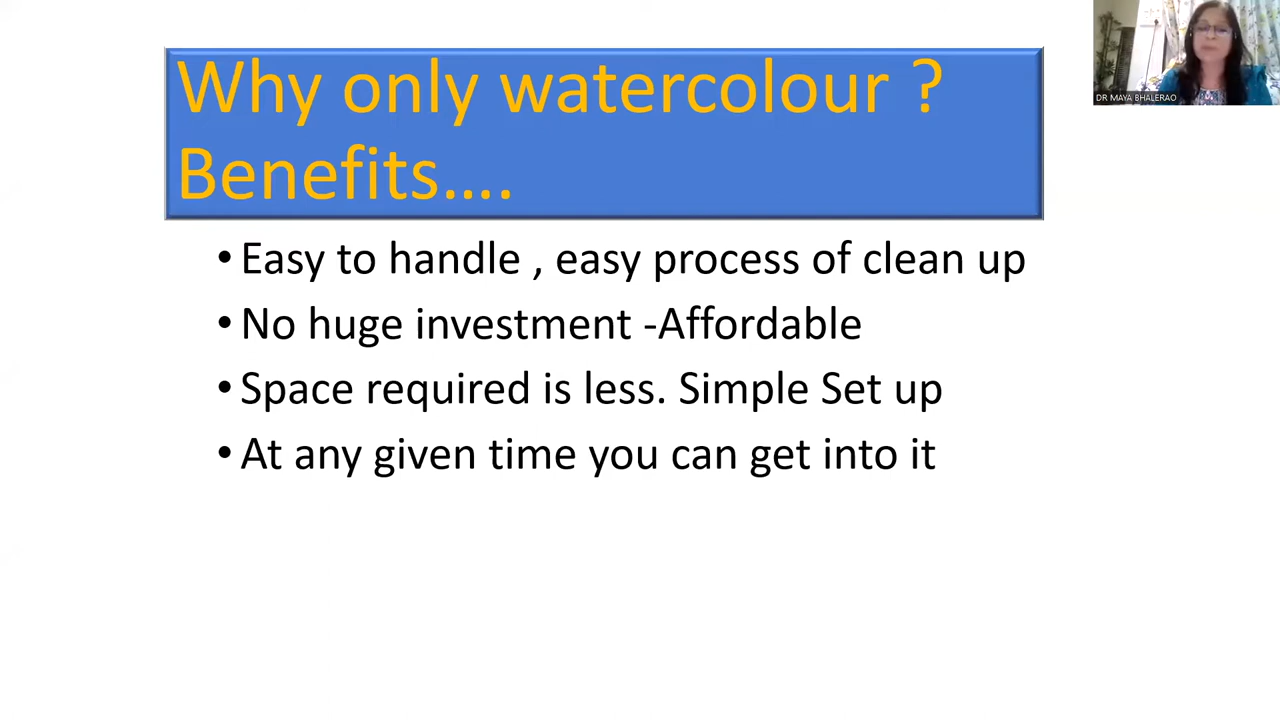 Why only watercolour ?
Benefits....
•Easy to handle , easy process of clean up
•No huge investment -Affordable
•Space required is less. Simple Set up
•At any given time you can get into it
DR MAYA BHALERAO